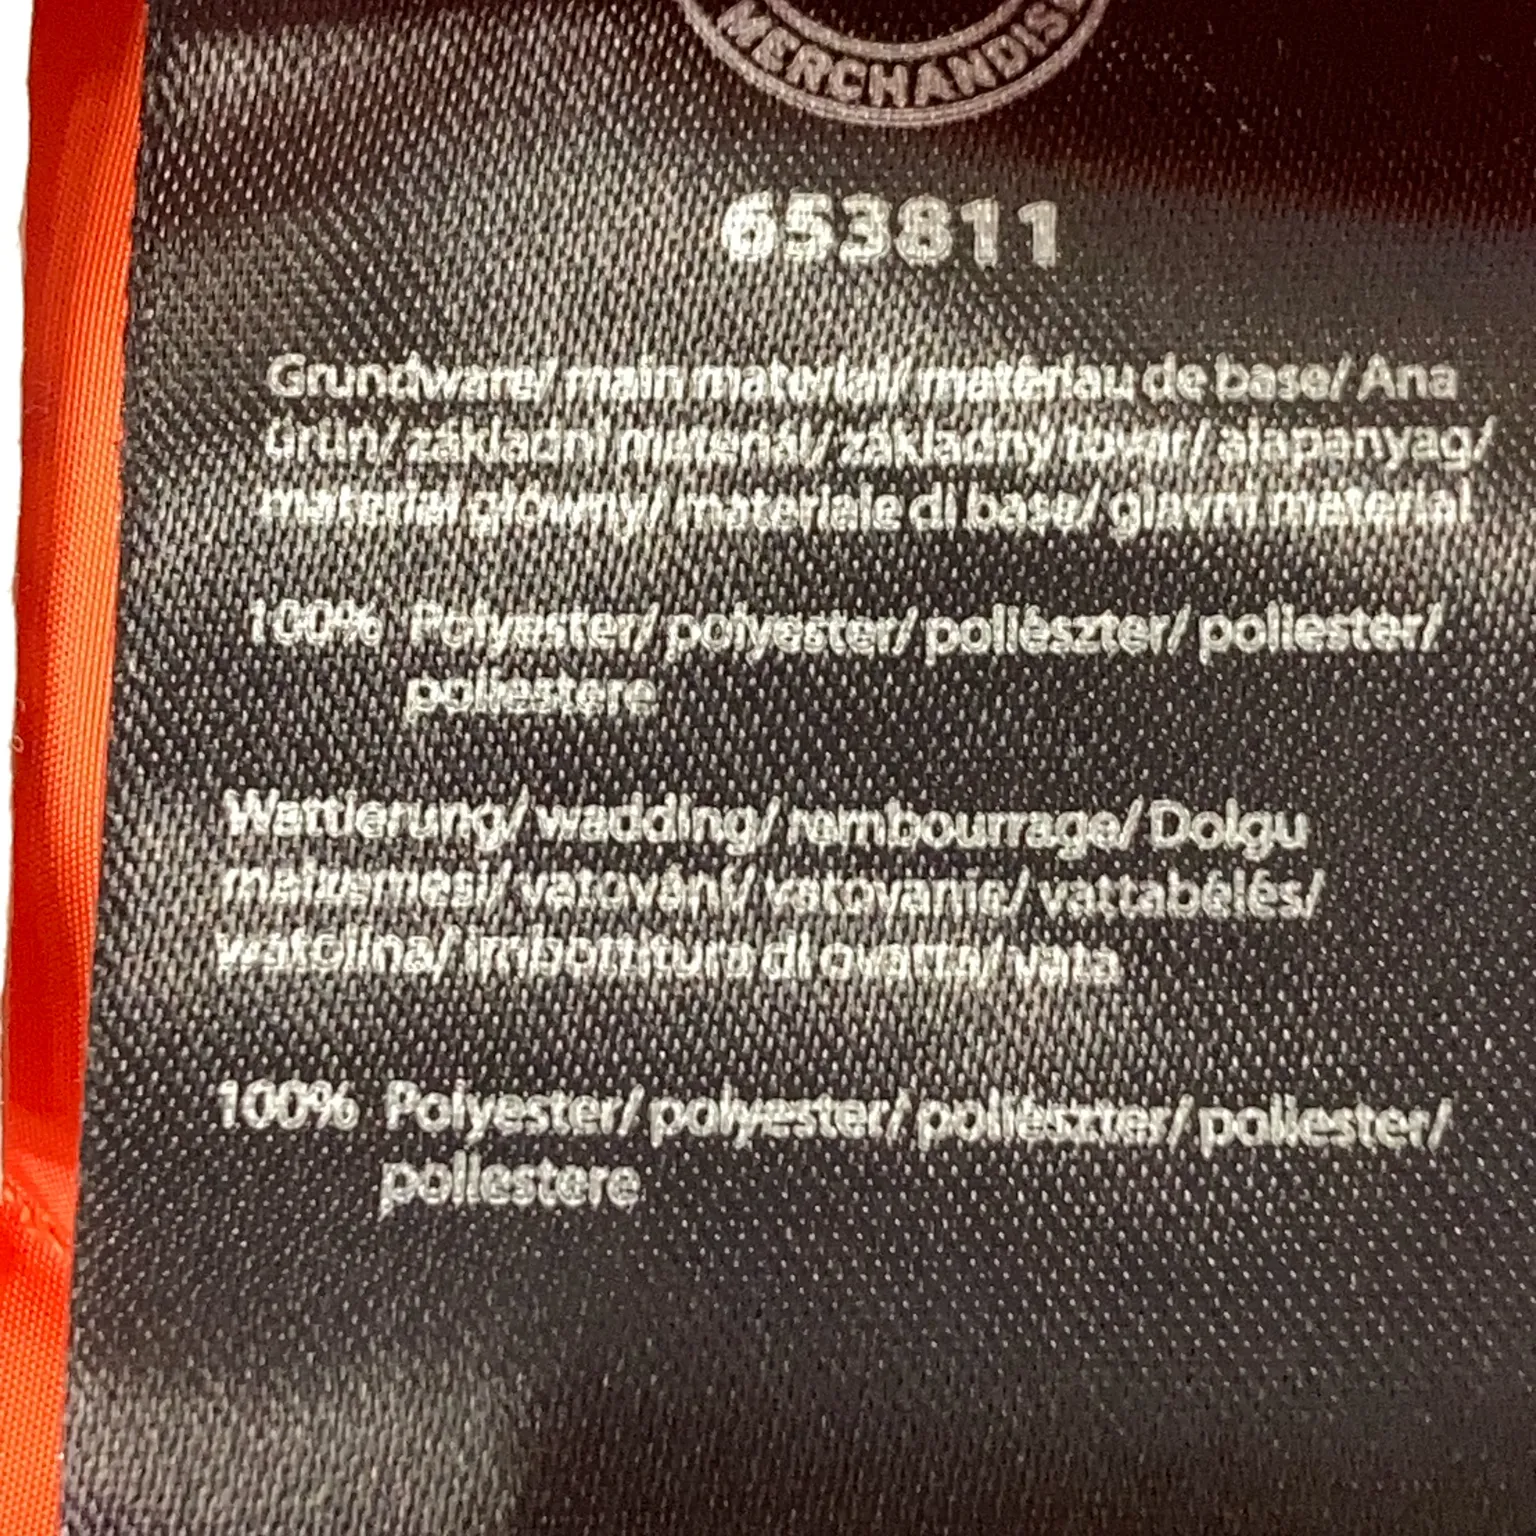 MERCHANDIS
653811
Grundware/ main material/ matériau de base/ Ana
Ürün/ základní materiál/ základný tovar/ alapanyag/
materiał główny/ materiale di base/ glavni material
100% Polyester/ polyester/ poliészter/ poliester/
poliestere
Wattierung/ wadding/ rembourrage/ Dolgu
malzemesi/ vatování/ vatovanie/ vattabélés/
watolina/ imbottitura di ovatta/ vata
100% Polyester/ polyester/ poliészter/ poliester/
poliestere